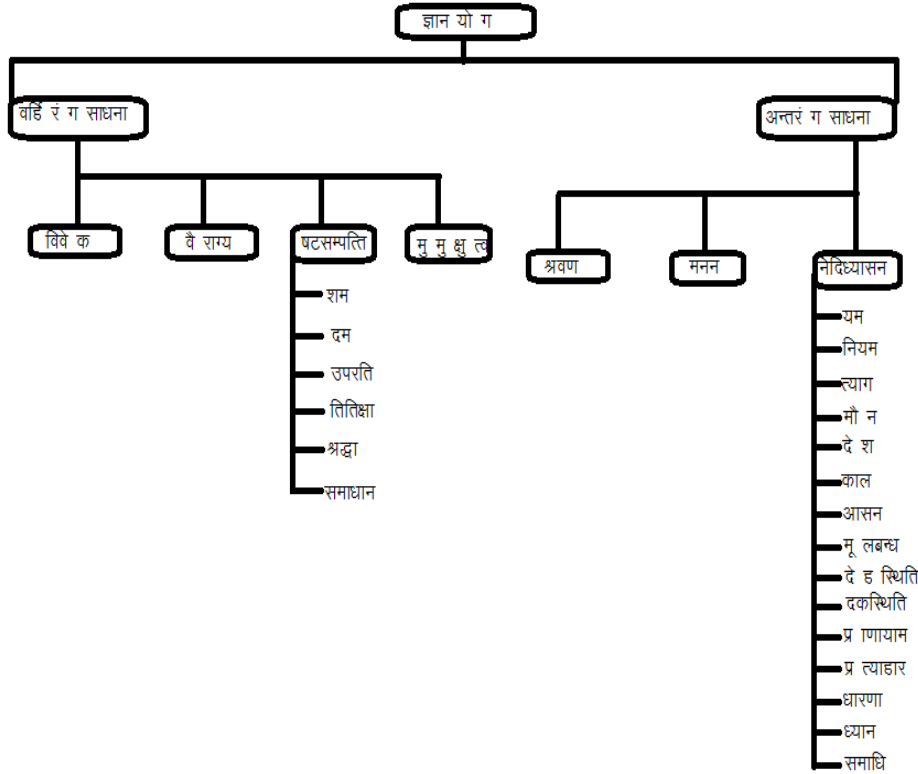 ज्ञान यो ग
वर्हि रं ग साधना
अन्तरं ग साधना
विवे क
वै राग्य
षटसम्पत्ति
मु मु क्षु त्व
श्रवण
मनन
नेदिध्यासन
शम
दम
उपरति
तितिक्षा
श्रद्धा
समाधान
यम
नियम
त्याग
मौ न
दे श
काल
आसन
मू लबन्ध
दे ह स्थिति
दकस्थिति
प्र ाणायाम
प्र त्याहार
धारणा
ध्यान
समाधि